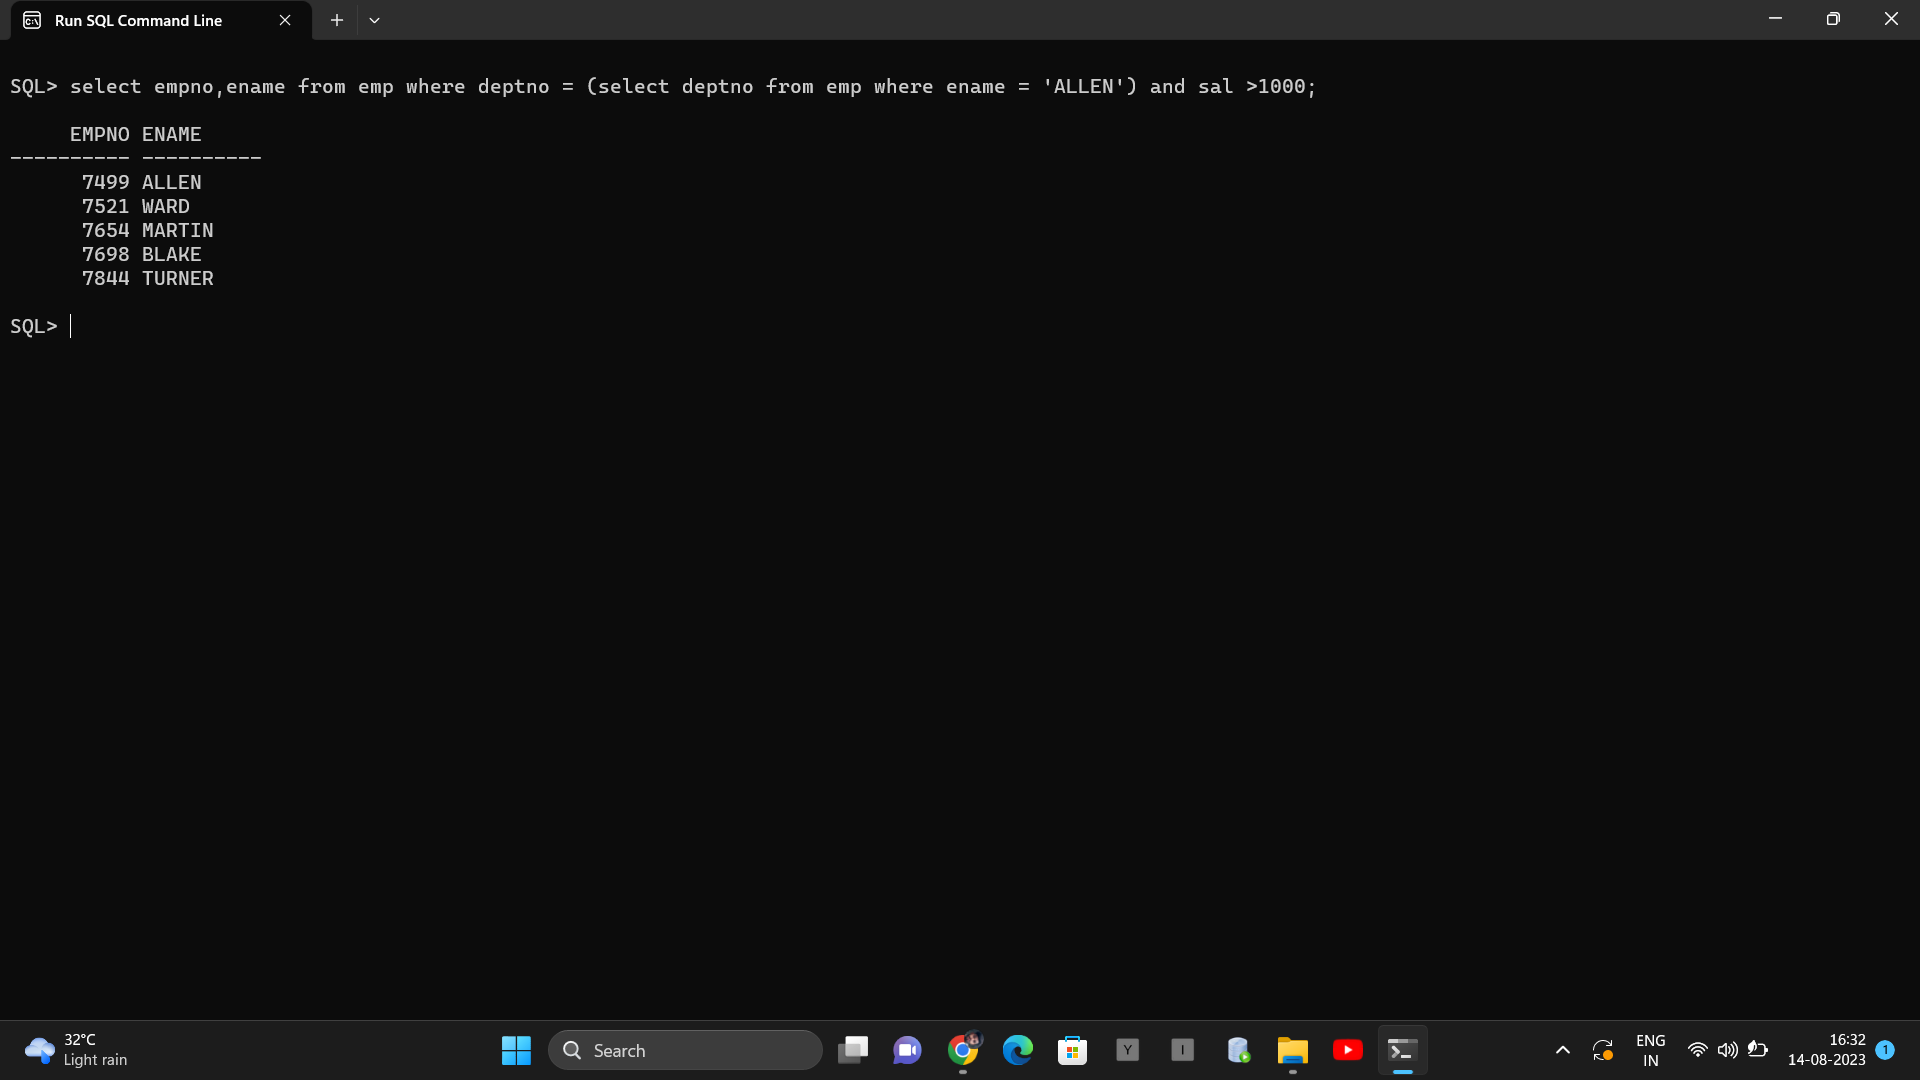 Run SQL Command Line
SQL> select empno,ename from emp where deptno = (select deptno from emp where ename = 'ALLEN') and sal >1000;
     EMPNO ENAME
---------- ----------
      7499 ALLEN
      7521 WARD
      7654 MARTIN
      7698 BLAKE
      7844 TURNER
SQL>
32°C
Light rain
Search
Y
I
ENG
IN
16:32
14-08-2023
1